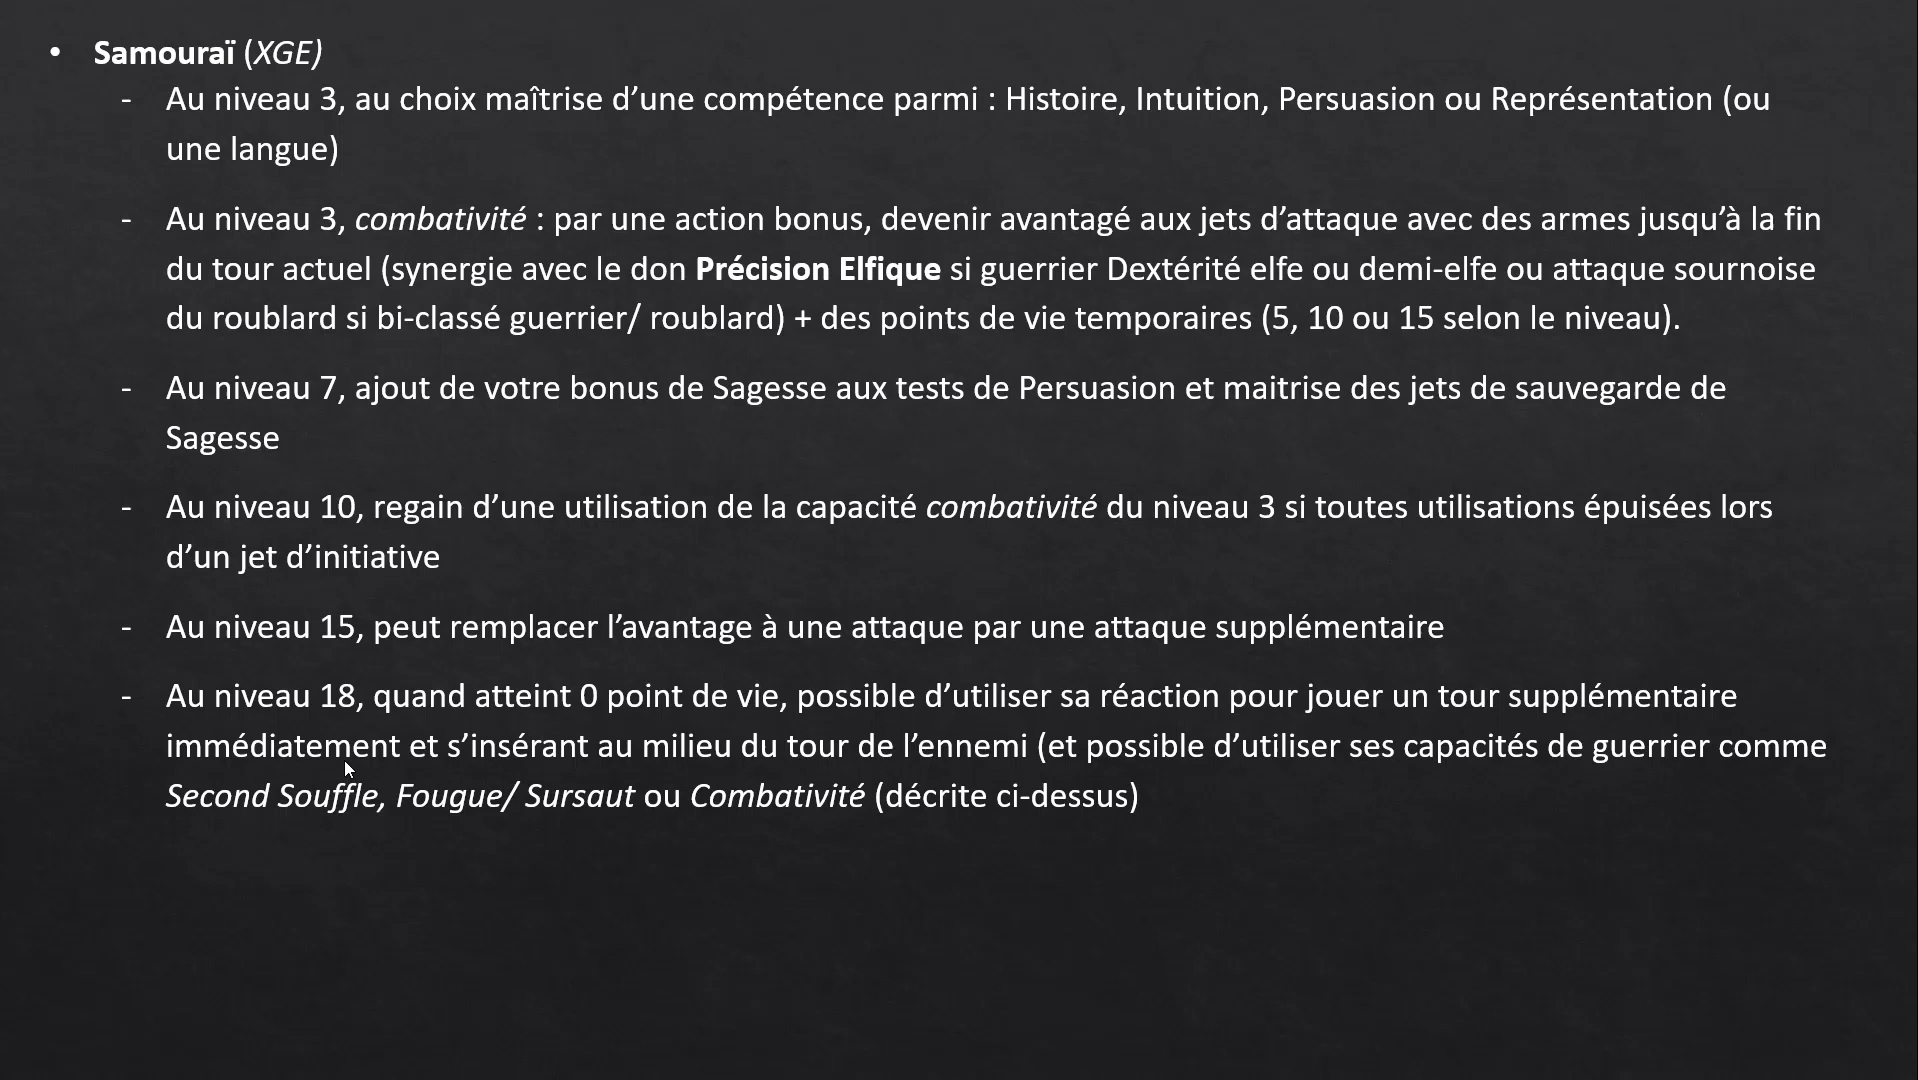 • Samouraï (XGE)
- Au niveau 3, au choix maîtrise d’une compétence parmi : Histoire, Intuition, Persuasion ou Représentation (ou
une langue)
- Au niveau 3, combativité : par une action bonus, devenir avantagé aux jets d’attaque avec des armes jusqu’à la fin
du tour actuel (synergie avec le don Précision Elfique si guerrier Dextérité elfe ou demi-elfe ou attaque sournoise
du roublard si bi-classé guerrier/ roublard) + des points de vie temporaires (5, 10 ou 15 selon le niveau).
- Au niveau 7, ajout de votre bonus de Sagesse aux tests de Persuasion et maitrise des jets de sauvegarde de
Sagesse
- Au niveau 10, regain d’une utilisation de la capacité combativité du niveau 3 si toutes utilisations épuisées lors
d’un jet d’initiative
- Au niveau 15, peut remplacer l’avantage à une attaque par une attaque supplémentaire
- Au niveau 18, quand atteint 0 point de vie, possible d’utiliser sa réaction pour jouer un tour supplémentaire
immédiatement et s’insérant au milieu du tour de l’ennemi (et possible d’utiliser ses capacités de guerrier comme
Second Souffle, Fougue/ Sursaut ou Combativité (décrite ci-dessus)